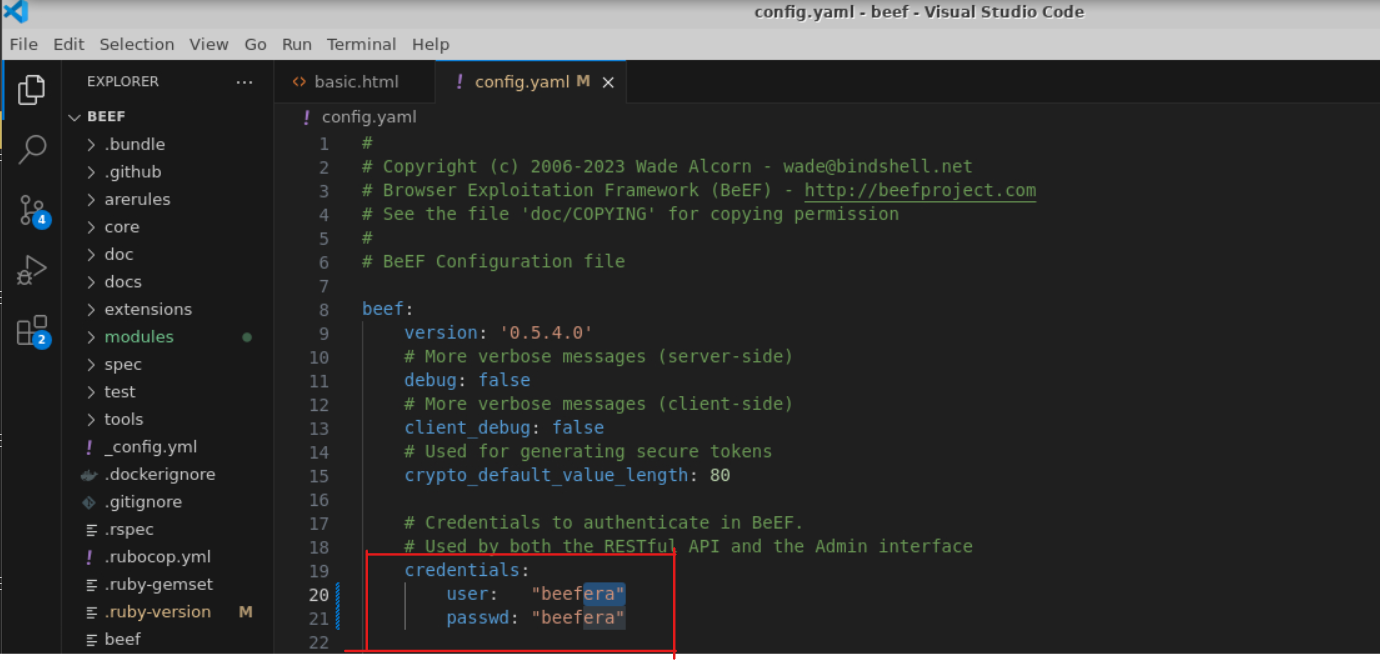 config.yaml - beef - Visual Studio Code
File Edit Selection View Go Run Terminal Help
EXPLORER ...
BEEF
.bundle
.github
arerules
core
doc
docs
extensions
modules
spec
test
tools
! _config.yml
.dockerignore
.gitignore
.rspec
! .rubocop.yml
.ruby-gemset
.ruby-version M
beef
4
2
<> basic.html
! config.yaml M ×
! config.yaml
1 #
2 # Copyright (c) 2006-2023 Wade Alcorn - wade@bindshell.net
3 # Browser Exploitation Framework (BeEF) - http://beefproject.com
4 # See the file 'doc/COPYING' for copying permission
5 #
6 # BeEF Configuration file
7
8 beef:
9 version: '0.5.4.0'
10 # More verbose messages (server-side)
11 debug: false
12 # More verbose messages (client-side)
13 client_debug: false
14 # Used for generating secure tokens
15 crypto_default_value_length: 80
16
17 # Credentials to authenticate in BeEF.
18 # Used by both the RESTful API and the Admin interface
19 credentials:
20 user: "beefera"
21 passwd: "beefera"
22